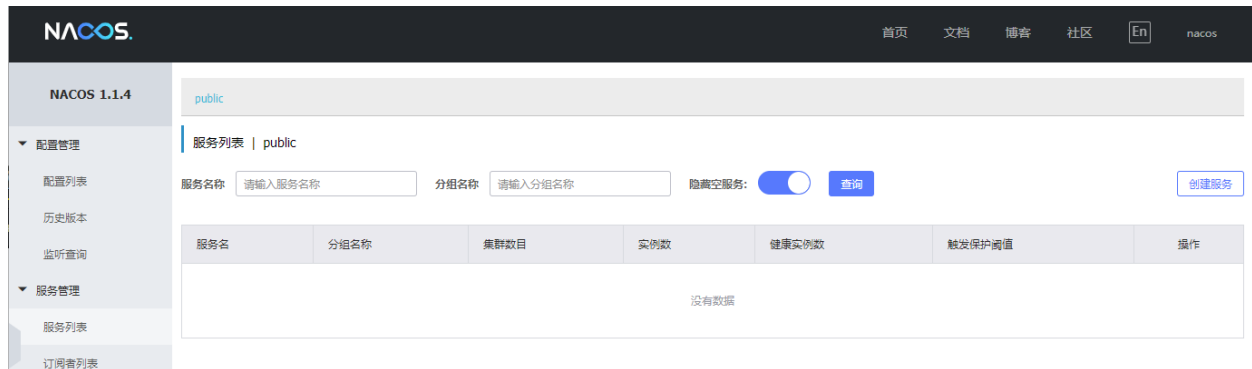 NACOS.
首页 文档 博客 社区 En nacos
NACOS 1.1.4
配置管理
配置列表
历史版本
监听查询
服务管理
服务列表
订阅者列表
public
服务列表 | public
服务名称 请输入服务名称 分组名称 请输入分组名称 隐藏空服务: 查询 创建服务
服务名 分组名称 集群数目 实例数 健康实例数 触发保护阈值 操作
没有数据